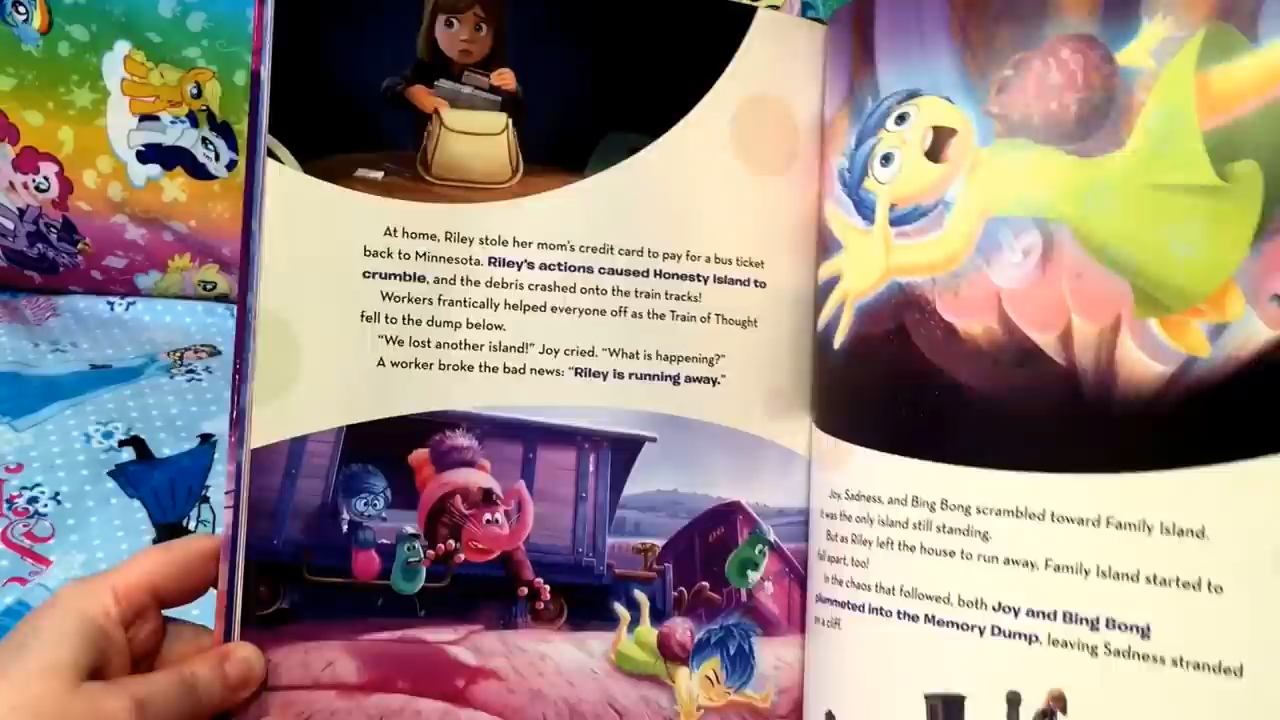 At home, Riley stole her mom's credit card to pay for a bus ticket
back to Minnesota. Riley's actions caused Honesty Island to
crumble, and the debris crashed onto the train tracks!
Workers frantically helped everyone off as the Train of Thought
fell to the dump below.
"We lost another island!" Joy cried. "What is happening?"
A worker broke the bad news: "Riley is running away."
Joy, Sadness, and Bing Bong scrambled toward Family Island.
It was the only island still standing.
But as Riley left the house to run away, Family Island started to
fall apart, too!
In the chaos that followed, both Joy and Bing Bong
plummeted into the Memory Dump, leaving Sadness stranded
on a cliff.